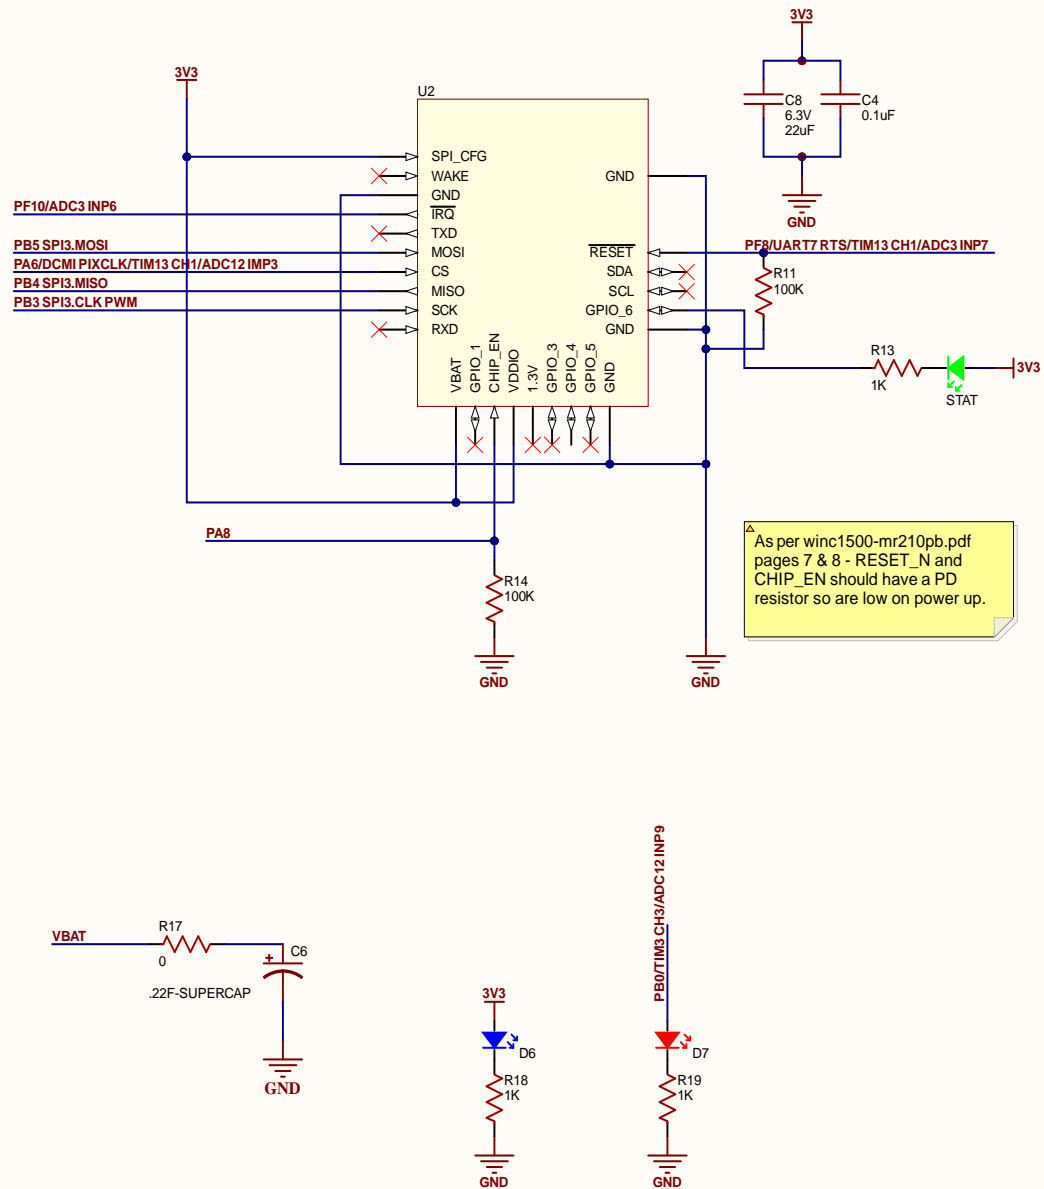 3V3
3V3
C8
6.3V
22uF
C4
0.1uF
GND
U2
SPI_CFG
WAKE
GND
IRQ
TXD
MOSI
CS
MISO
SCK
RXD
GND
RESET
SDA
SCL
GPIO_6
GND
VBAT
GPIO_1
CHIP_EN
VDDIO
1.3V
GPIO_3
GPIO_4
GPIO_5
GND
PF10/ADC3 INP6
PB5 SPI3.MOSI
PA6/DCMI PIXCLK/TIM13 CH1/ADC12 IMP3
PB4 SPI3.MISO
PB3 SPI3.CLK PWM
PF8/UART7 RTS/TIM13 CH1/ADC3 INP7
R11
100K
R13
1K
STAT
3V3
PA8
R14
100K
GND
GND
As per winc1500-mr210pb.pdf
pages 7 & 8 - RESET_N and
CHIP_EN should have a PD
resistor so are low on power up.
VBAT
R17
0
C6
.22F-SUPERCAP
GND
3V3
D6
R18
1K
GND
PB0/TIM3 CH3/ADC12 INP9
D7
R19
1K
GND